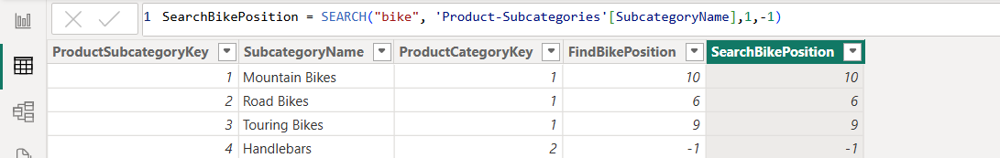 1 SearchBikePosition = SEARCH("bike", 'Product-Subcategories'[SubcategoryName],1,-1)
ProductSubcategoryKey SubcategoryName ProductCategoryKey FindBikePosition SearchBikePosition
1 Mountain Bikes 1 10 10
2 Road Bikes 1 6 6
3 Touring Bikes 1 9 9
4 Handlebars 2 -1 -1